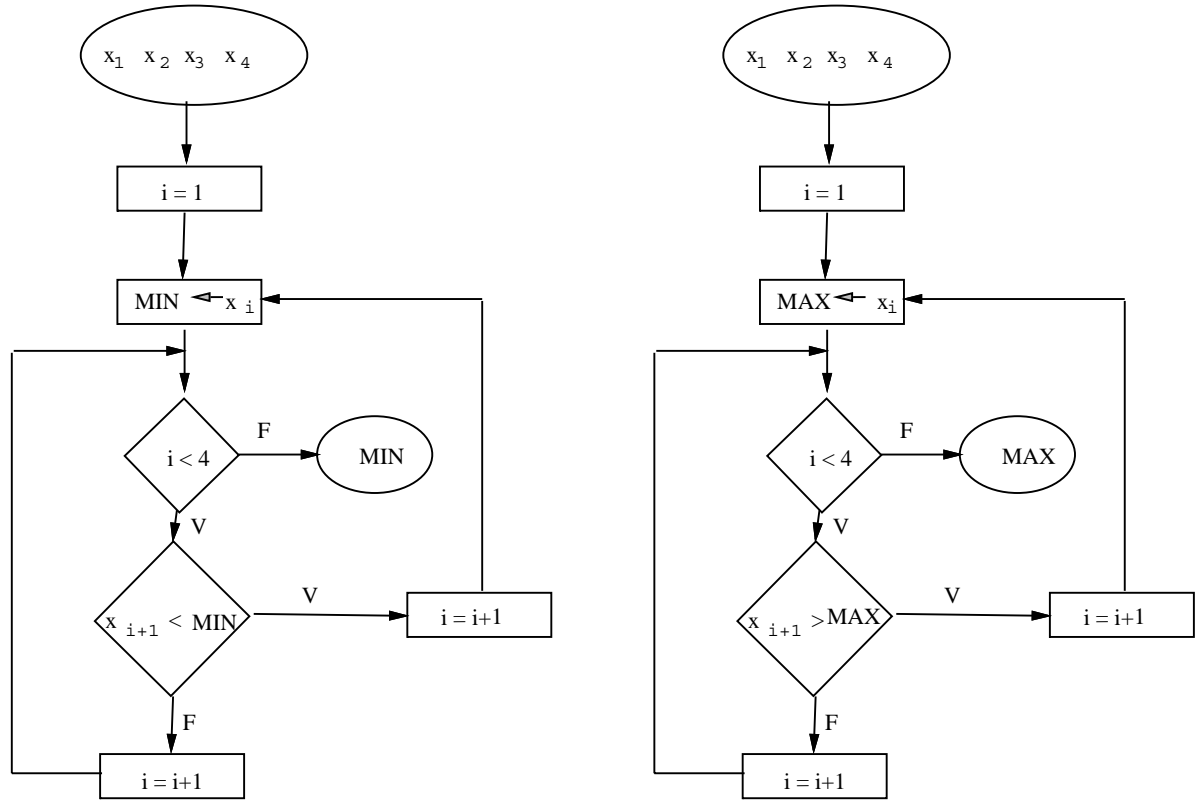 x1 x2 x3 x4
i = 1
MIN xi
i < 4
F
MIN
V
xi+1 < MIN
V
i = i+1
F
i = i+1
x1 x2 x3 x4
i = 1
MAX xi
i < 4
F
MAX
V
xi+1 > MAX
V
i = i+1
F
i = i+1